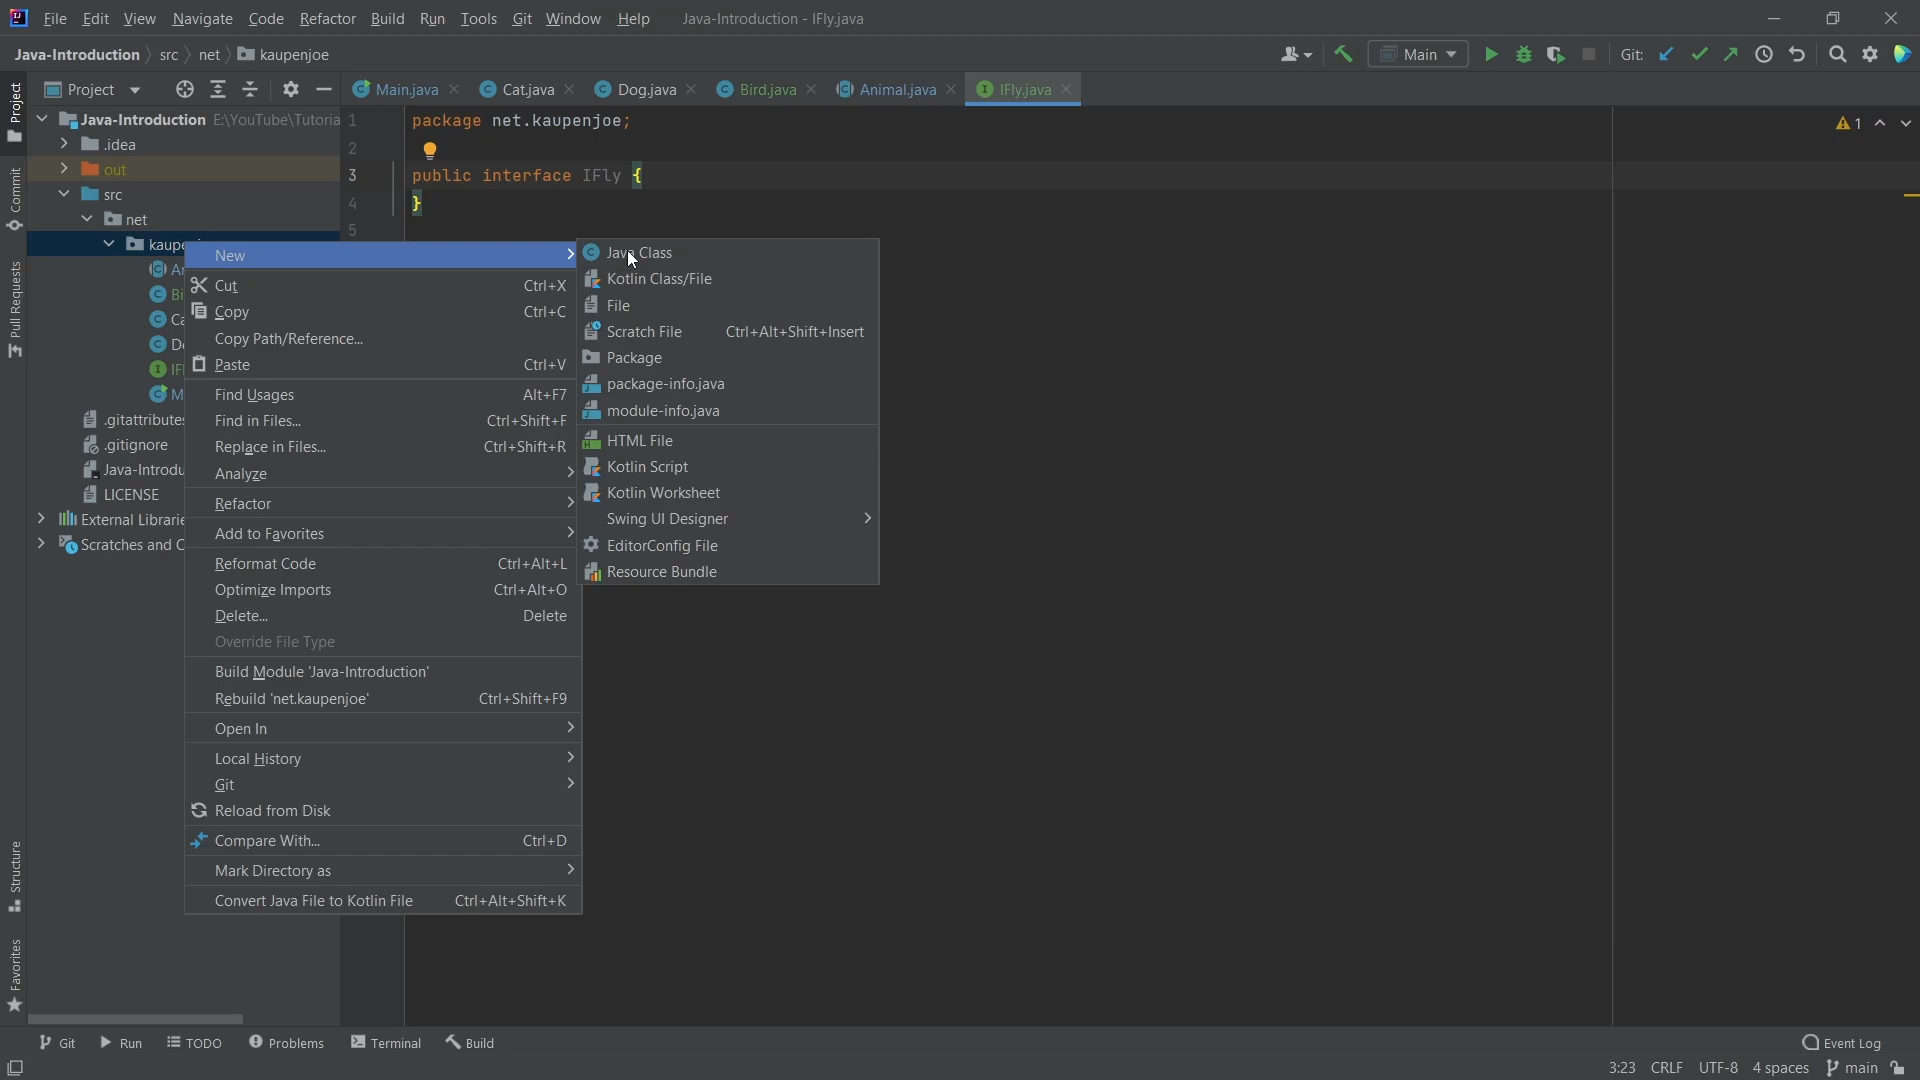 File Edit View Navigate Code Refactor Build Run Tools Git Window Help Java-Introduction - IFly.java
Java-Introduction src net kaupenjoe Main Git:
Project Main.java Cat.java Dog.java Bird.java Animal.java IFly.java
Java-Introduction E:\YouTube\Tutoria
.idea
out
src
net
kaupe
.gitattributes
.gitignore
Java-Introdu
LICENSE
External Librarie
Scratches and C
1 package net.kaupenjoe;
2
3 public interface IFly {
4 }
5
1
New
Cut Ctrl+X
Copy Ctrl+C
Copy Path/Reference...
Paste Ctrl+V
Find Usages Alt+F7
Find in Files... Ctrl+Shift+F
Replace in Files... Ctrl+Shift+R
Analyze
Refactor
Add to Favorites
Reformat Code Ctrl+Alt+L
Optimize Imports Ctrl+Alt+O
Delete... Delete
Override File Type
Build Module 'Java-Introduction'
Rebuild 'net.kaupenjoe' Ctrl+Shift+F9
Open In
Local History
Git
Reload from Disk
Compare With... Ctrl+D
Mark Directory as
Convert Java File to Kotlin File Ctrl+Alt+Shift+K
Java Class
Kotlin Class/File
File
Scratch File Ctrl+Alt+Shift+Insert
Package
package-info.java
module-info.java
HTML File
Kotlin Script
Kotlin Worksheet
Swing UI Designer
EditorConfig File
Resource Bundle
Project
Commit
Pull Requests
Structure
Favorites
Git Run TODO Problems Terminal Build Event Log
3:23 CRLF UTF-8 4 spaces main